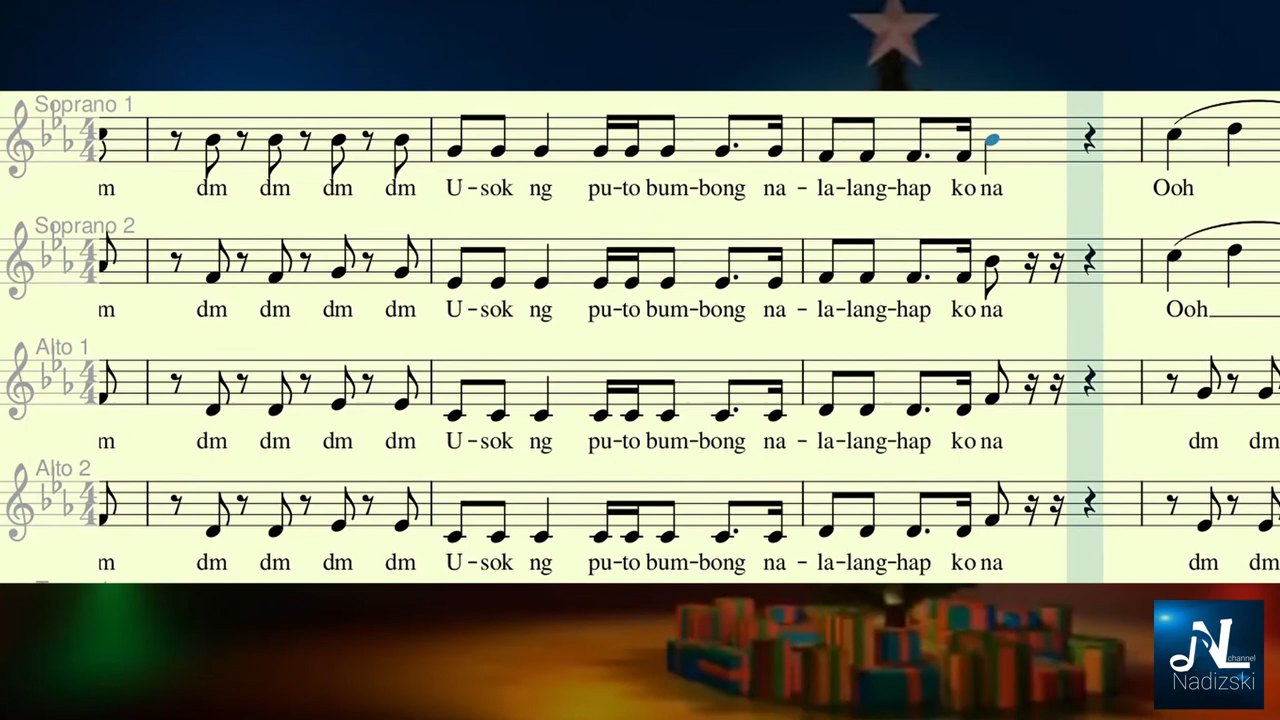 Soprano 1
m dm dm dm dm U-sok ng pu-to bum-bong na - la-lang-hap ko na Ooh
Soprano 2
m dm dm dm dm U-sok ng pu-to bum-bong na - la-lang-hap ko na Ooh
Alto 1
m dm dm dm dm U-sok ng pu-to bum-bong na - la-lang-hap ko na dm dm
Alto 2
m dm dm dm dm U-sok ng pu-to bum-bong na - la-lang-hap ko na dm dm
NL channel
Nadizski